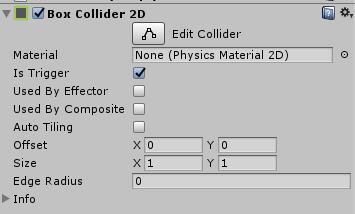 Box Collider 2D
Edit Collider
Material None (Physics Material 2D)
Is Trigger
Used By Effector
Used By Composite
Auto Tiling
Offset X 0 Y 0
Size X 1 Y 1
Edge Radius 0
Info